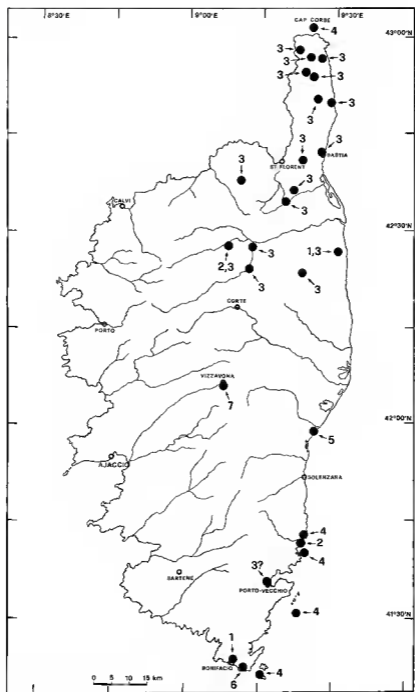 8°30'E
9°00'E
9°30'E
CAP CORSE
43°00'N
4
3
3
3
3
3
3
3
3
3
BASTIA
ST FLORENT
3
3
3
CALVI
42°30'N
1,3
2,3
3
3
3
CORTE
PORTO
VIZZAVONA
7
42°00'N
5
AJACCIO
SOLENZARA
4
2
4
SARTENE
3?
PORTO-VECCHIO
4
41°30'N
1
BONIFACIO
6
4
0 5 10 15 km